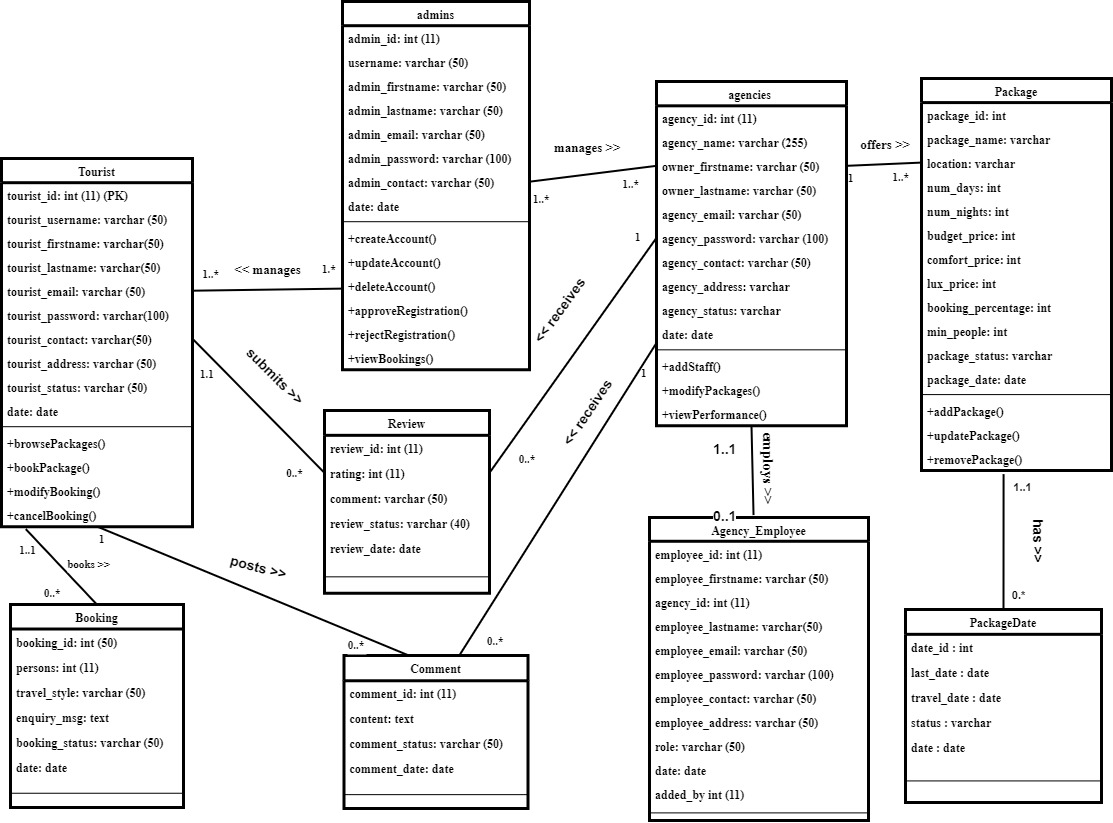 admins
admin_id: int (11)
username: varchar (50)
admin_firstname: varchar (50)
admin_lastname: varchar (50)
admin_email: varchar (50)
admin_password: varchar (100)
admin_contact: varchar (50)
date: date
+createAccount()
+updateAccount()
+deleteAccount()
+approveRegistration()
+rejectRegistration()
+viewBookings()
manages >>
1..*
1..*
agencies
agency_id: int (11)
agency_name: varchar (255)
owner_firstname: varchar (50)
owner_lastname: varchar (50)
agency_email: varchar (50)
agency_password: varchar (100)
agency_contact: varchar (50)
agency_address: varchar
agency_status: varchar
date: date
+addStaff()
+modifyPackages()
+viewPerformance()
offers >>
1
1..*
Package
package_id: int
package_name: varchar
location: varchar
num_days: int
num_nights: int
budget_price: int
comfort_price: int
lux_price: int
booking_percentage: int
min_people: int
package_status: varchar
package_date: date
+addPackage()
+updatePackage()
+removePackage()
Tourist
tourist_id: int (11) (PK)
tourist_username: varchar (50)
tourist_firstname: varchar(50)
tourist_lastname: varchar(50)
tourist_email: varchar (50)
tourist_password: varchar(100)
tourist_contact: varchar(50)
tourist_address: varchar (50)
tourist_status: varchar (50)
date: date
+browsePackages()
+bookPackage()
+modifyBooking()
+cancelBooking()
1..*
<< manages
1.*
1.1
submits >>
0..*
1
<< receives
0..*
1
<< receives
0..*
Review
review_id: int (11)
rating: int (11)
comment: varchar (50)
review_status: varchar (40)
review_date: date
1..1
employs >>
0..1
Agency_Employee
employee_id: int (11)
employee_firstname: varchar (50)
agency_id: int (11)
employee_lastname: varchar(50)
employee_email: varchar (50)
employee_password: varchar (100)
employee_contact: varchar (50)
employee_address: varchar (50)
role: varchar (50)
date: date
added_by int (11)
1..1
has >>
0.*
PackageDate
date_id : int
last_date : date
travel_date : date
status : varchar
date : date
1..1
books >>
0..*
1
posts >>
0..*
Booking
booking_id: int (50)
persons: int (11)
travel_style: varchar (50)
enquiry_msg: text
booking_status: varchar (50)
date: date
Comment
comment_id: int (11)
content: text
comment_status: varchar (50)
comment_date: date